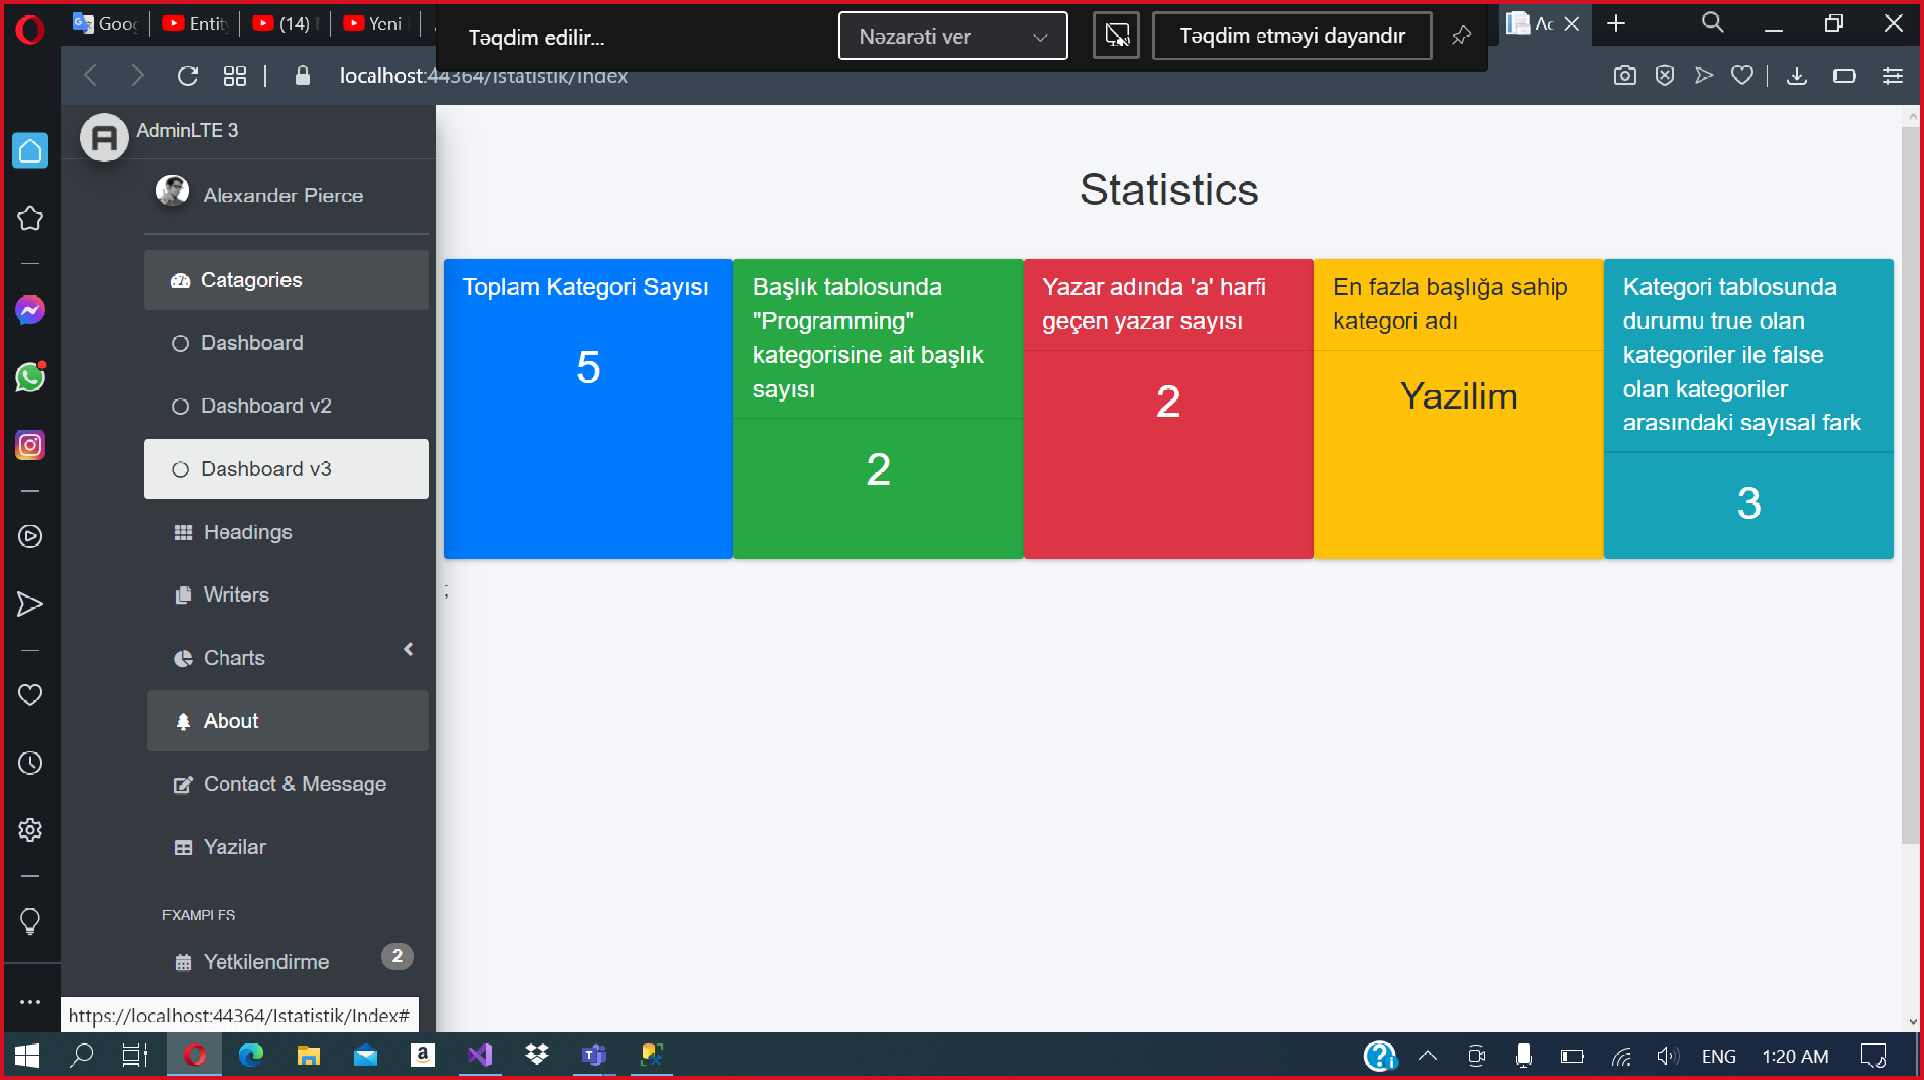 Goog
Entity
(14)
Yeni
Təqdim edilir...
Nəzarəti ver
Təqdim etməyi dayandır
Ac
localhost:44364/Istatistik/Index
AdminLTE 3
Alexander Pierce
Catagories
Dashboard
Dashboard v2
Dashboard v3
Headings
Writers
Charts
About
Contact & Message
Yazilar
EXAMPLES
Yetkilendirme
2
Statistics
Toplam Kategori Sayısı
5
Başlık tablosunda
"Programming"
kategorisine ait başlık
sayısı
2
Yazar adında 'a' harfi
geçen yazar sayısı
2
En fazla başlığa sahip
kategori adı
Yazilim
Kategori tablosunda
durumu true olan
kategoriler ile false
olan kategoriler
arasındaki sayısal fark
3
;
https://localhost:44364/Istatistik/Index#
ENG
1:20 AM